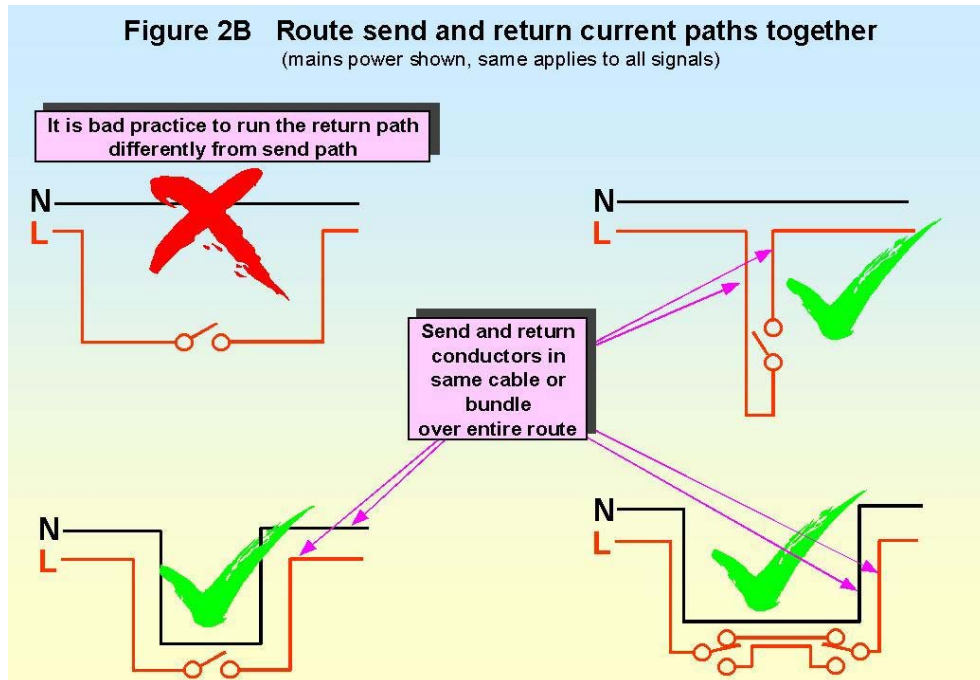 Figure 2B Route send and return current paths together
(mains power shown, same applies to all signals)
It is bad practice to run the return path
differently from send path
N
L
N
L
Send and return
conductors in
same cable or
bundle
over entire route
N
L
N
L